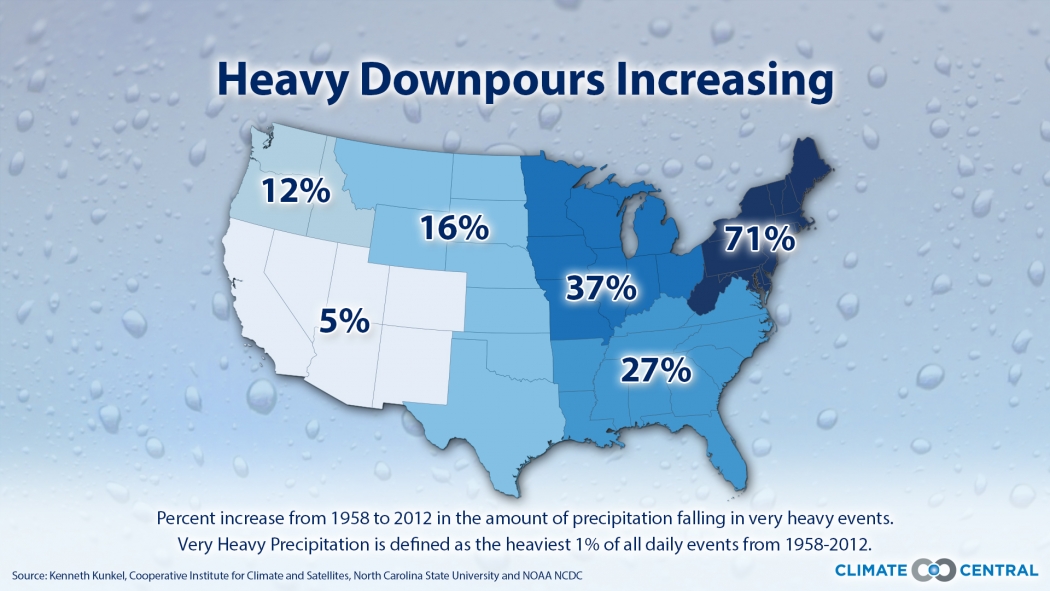 Heavy Downpours Increasing
12%
16%
71%
37%
5%
27%
Percent increase from 1958 to 2012 in the amount of precipitation falling in very heavy events.
Very Heavy Precipitation is defined as the heaviest 1% of all daily events from 1958-2012.
Source: Kenneth Kunkel, Cooperative Institute for Climate and Satellites, North Carolina State University and NOAA NCDC
CLIMATE CENTRAL